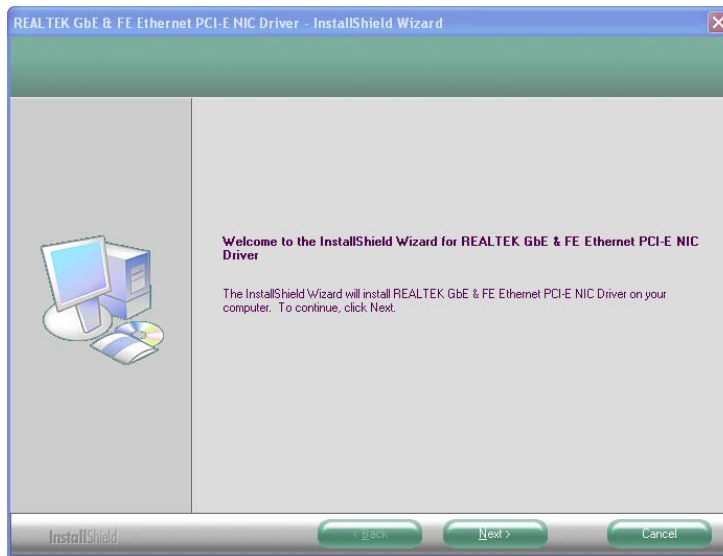 REALTEK GbE & FE Ethernet PCI-E NIC Driver - InstallShield Wizard
Welcome to the InstallShield Wizard for REALTEK GbE & FE Ethernet PCI-E NIC
Driver
The InstallShield Wizard will install REALTEK GbE & FE Ethernet PCI-E NIC Driver on your
computer. To continue, click Next.
InstallShield
< Back
Next >
Cancel